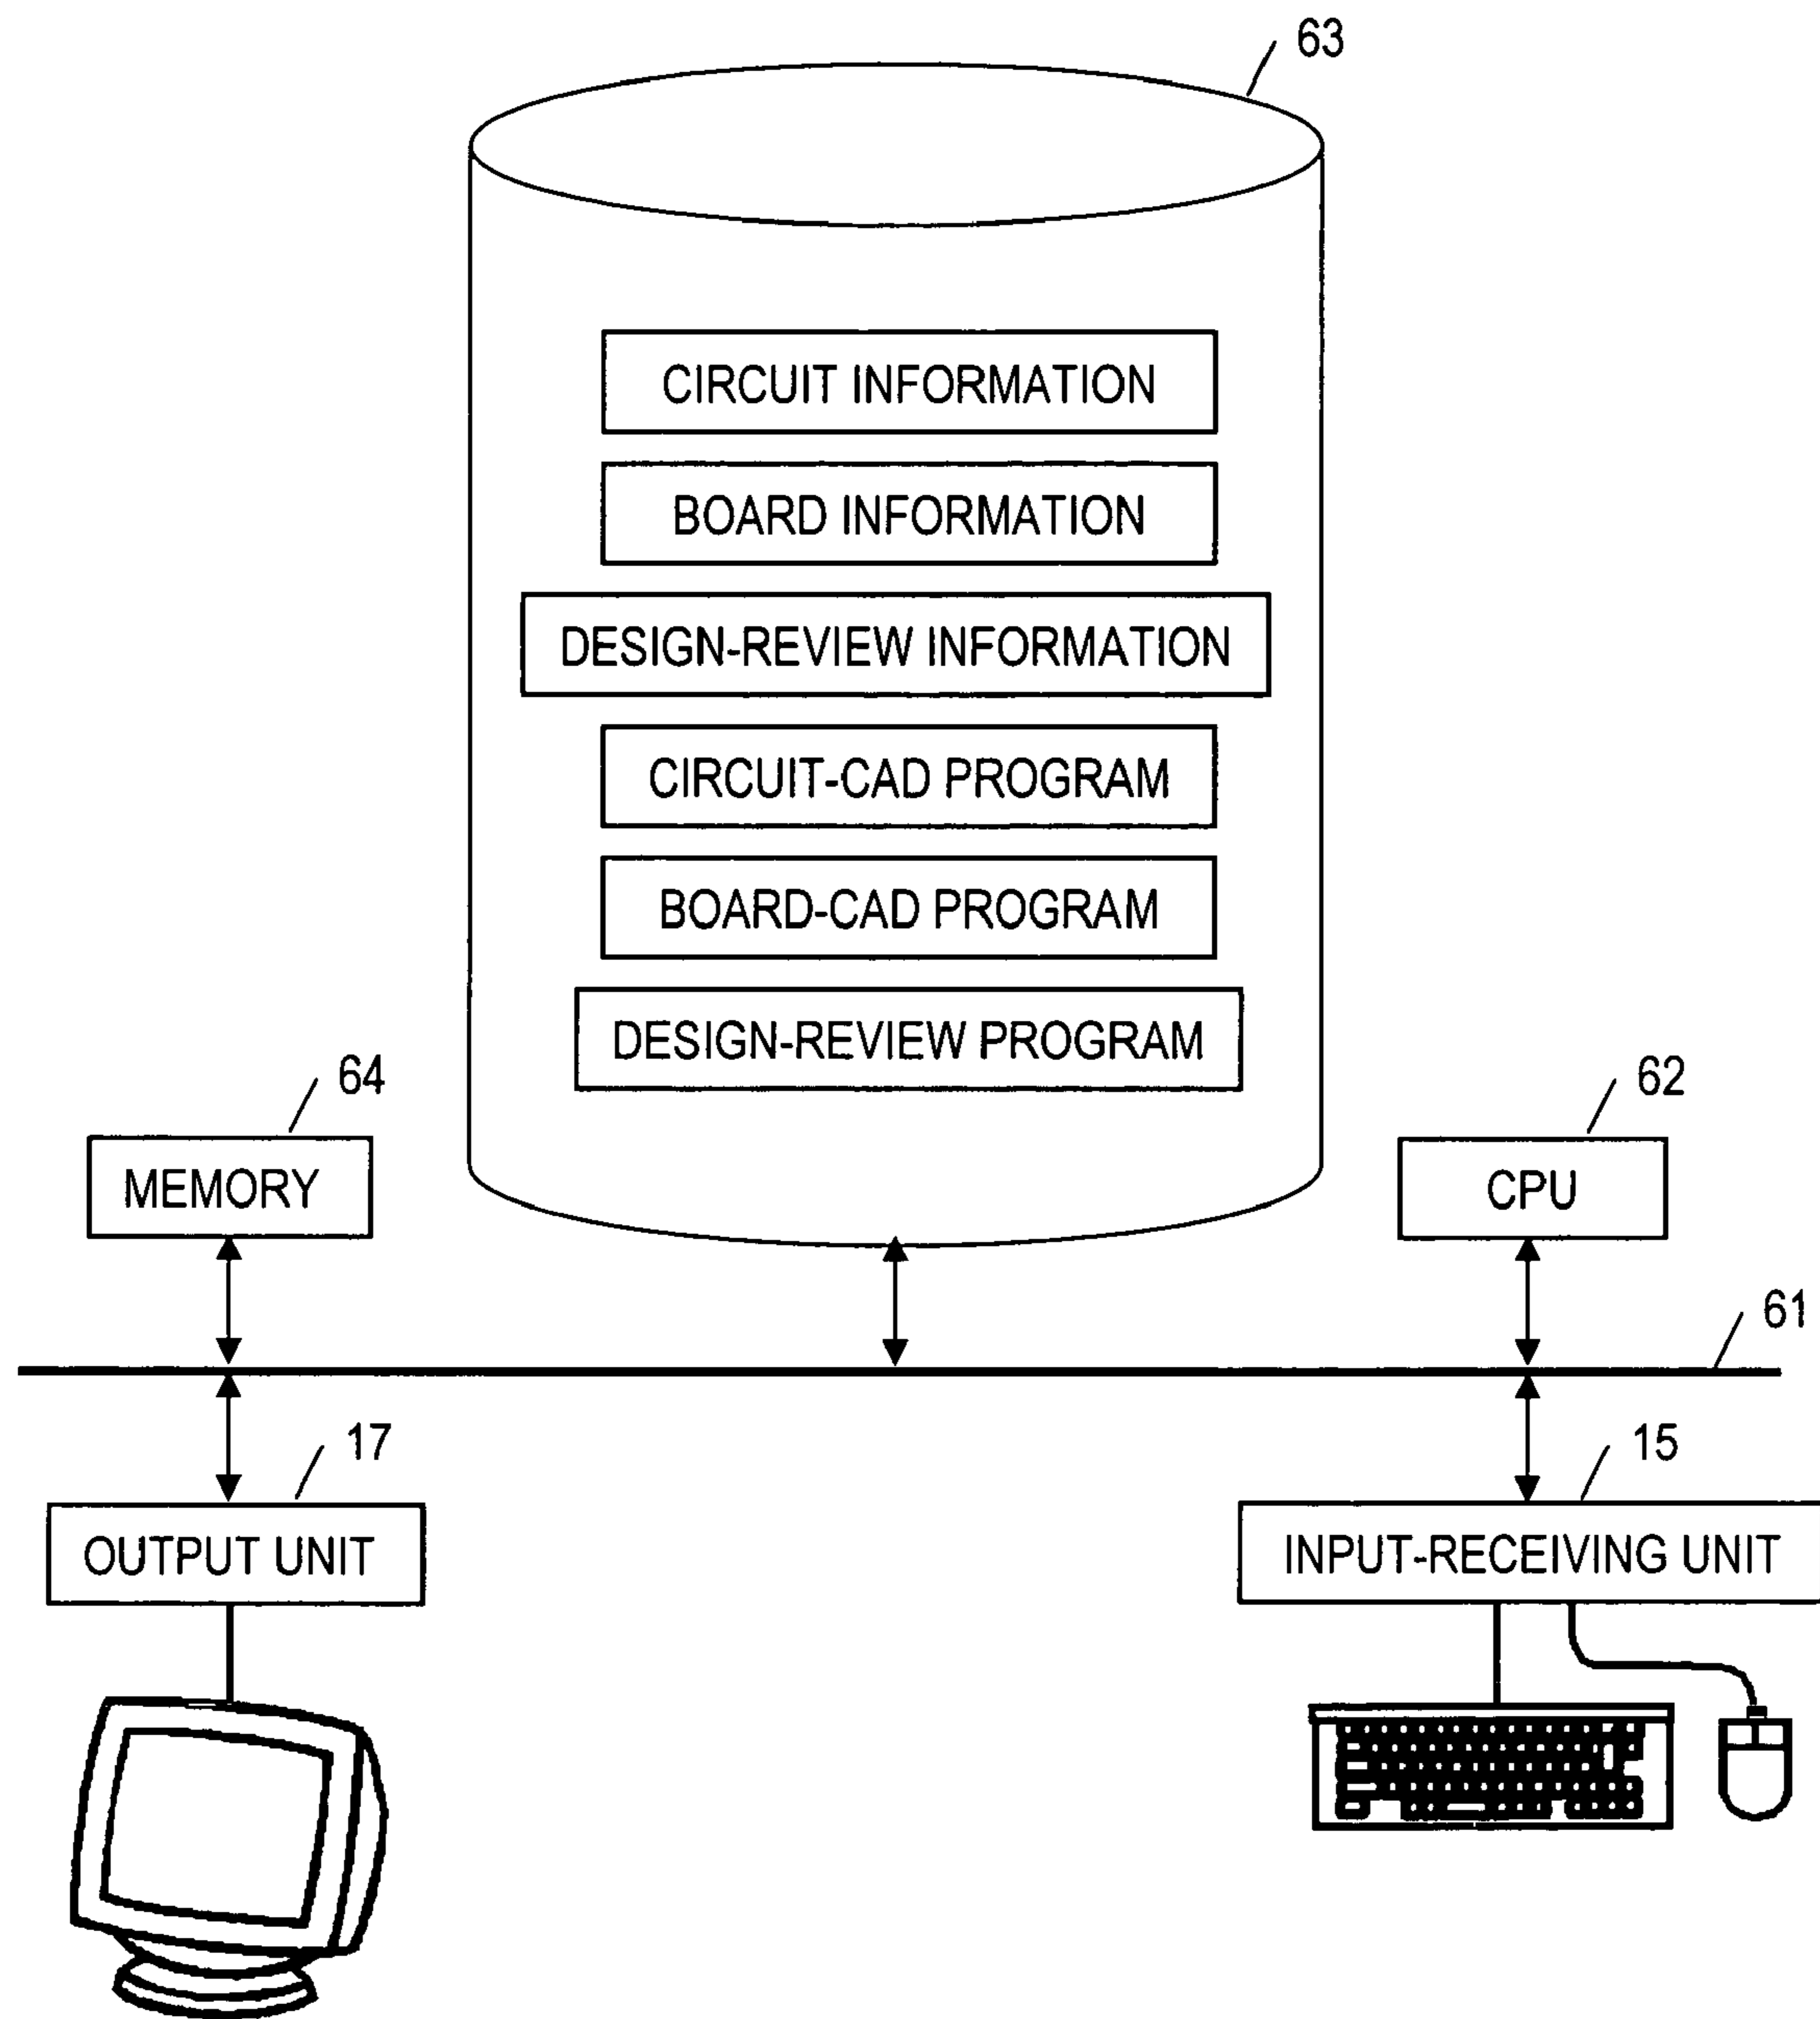 63
CIRCUIT INFORMATION
BOARD INFORMATION
DESIGN-REVIEW INFORMATION
CIRCUIT-CAD PROGRAM
BOARD-CAD PROGRAM
DESIGN-REVIEW PROGRAM
64
62
MEMORY
CPU
61
17
15
OUTPUT UNIT
INPUT-RECEIVING UNIT